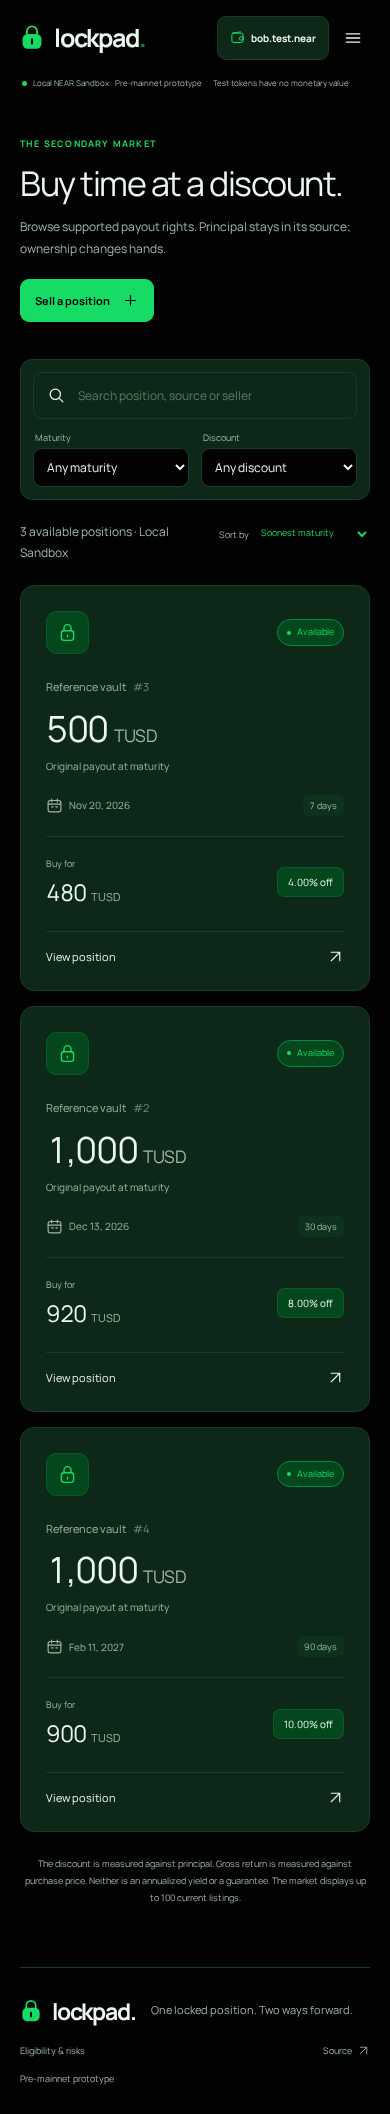 lockpad.
bob.test.near
Local NEAR Sandbox Pre-mainnet prototype Test tokens have no monetary value
THE SECONDARY MARKET
Buy time at a discount.
Browse supported payout rights. Principal stays in its source;
ownership changes hands.
Sell a position
Search position, source or seller
Maturity Discount
Any maturity Any discount
3 available positions · Local
Sandbox
Sort by Soonest maturity
Available
Reference vault #3
500 TUSD
Original payout at maturity
Nov 20, 2026 7 days
Buy for
480 TUSD 4.00% off
View position
Available
Reference vault #2
1,000 TUSD
Original payout at maturity
Dec 13, 2026 30 days
Buy for
920 TUSD 8.00% off
View position
Available
Reference vault #4
1,000 TUSD
Original payout at maturity
Feb 11, 2027 90 days
Buy for
900 TUSD 10.00% off
View position
The discount is measured against principal. Gross return is measured against
purchase price. Neither is an annualized yield or a guarantee. The market displays up
to 100 current listings.
lockpad. One locked position. Two ways forward.
Eligibility & risks Source
Pre-mainnet prototype